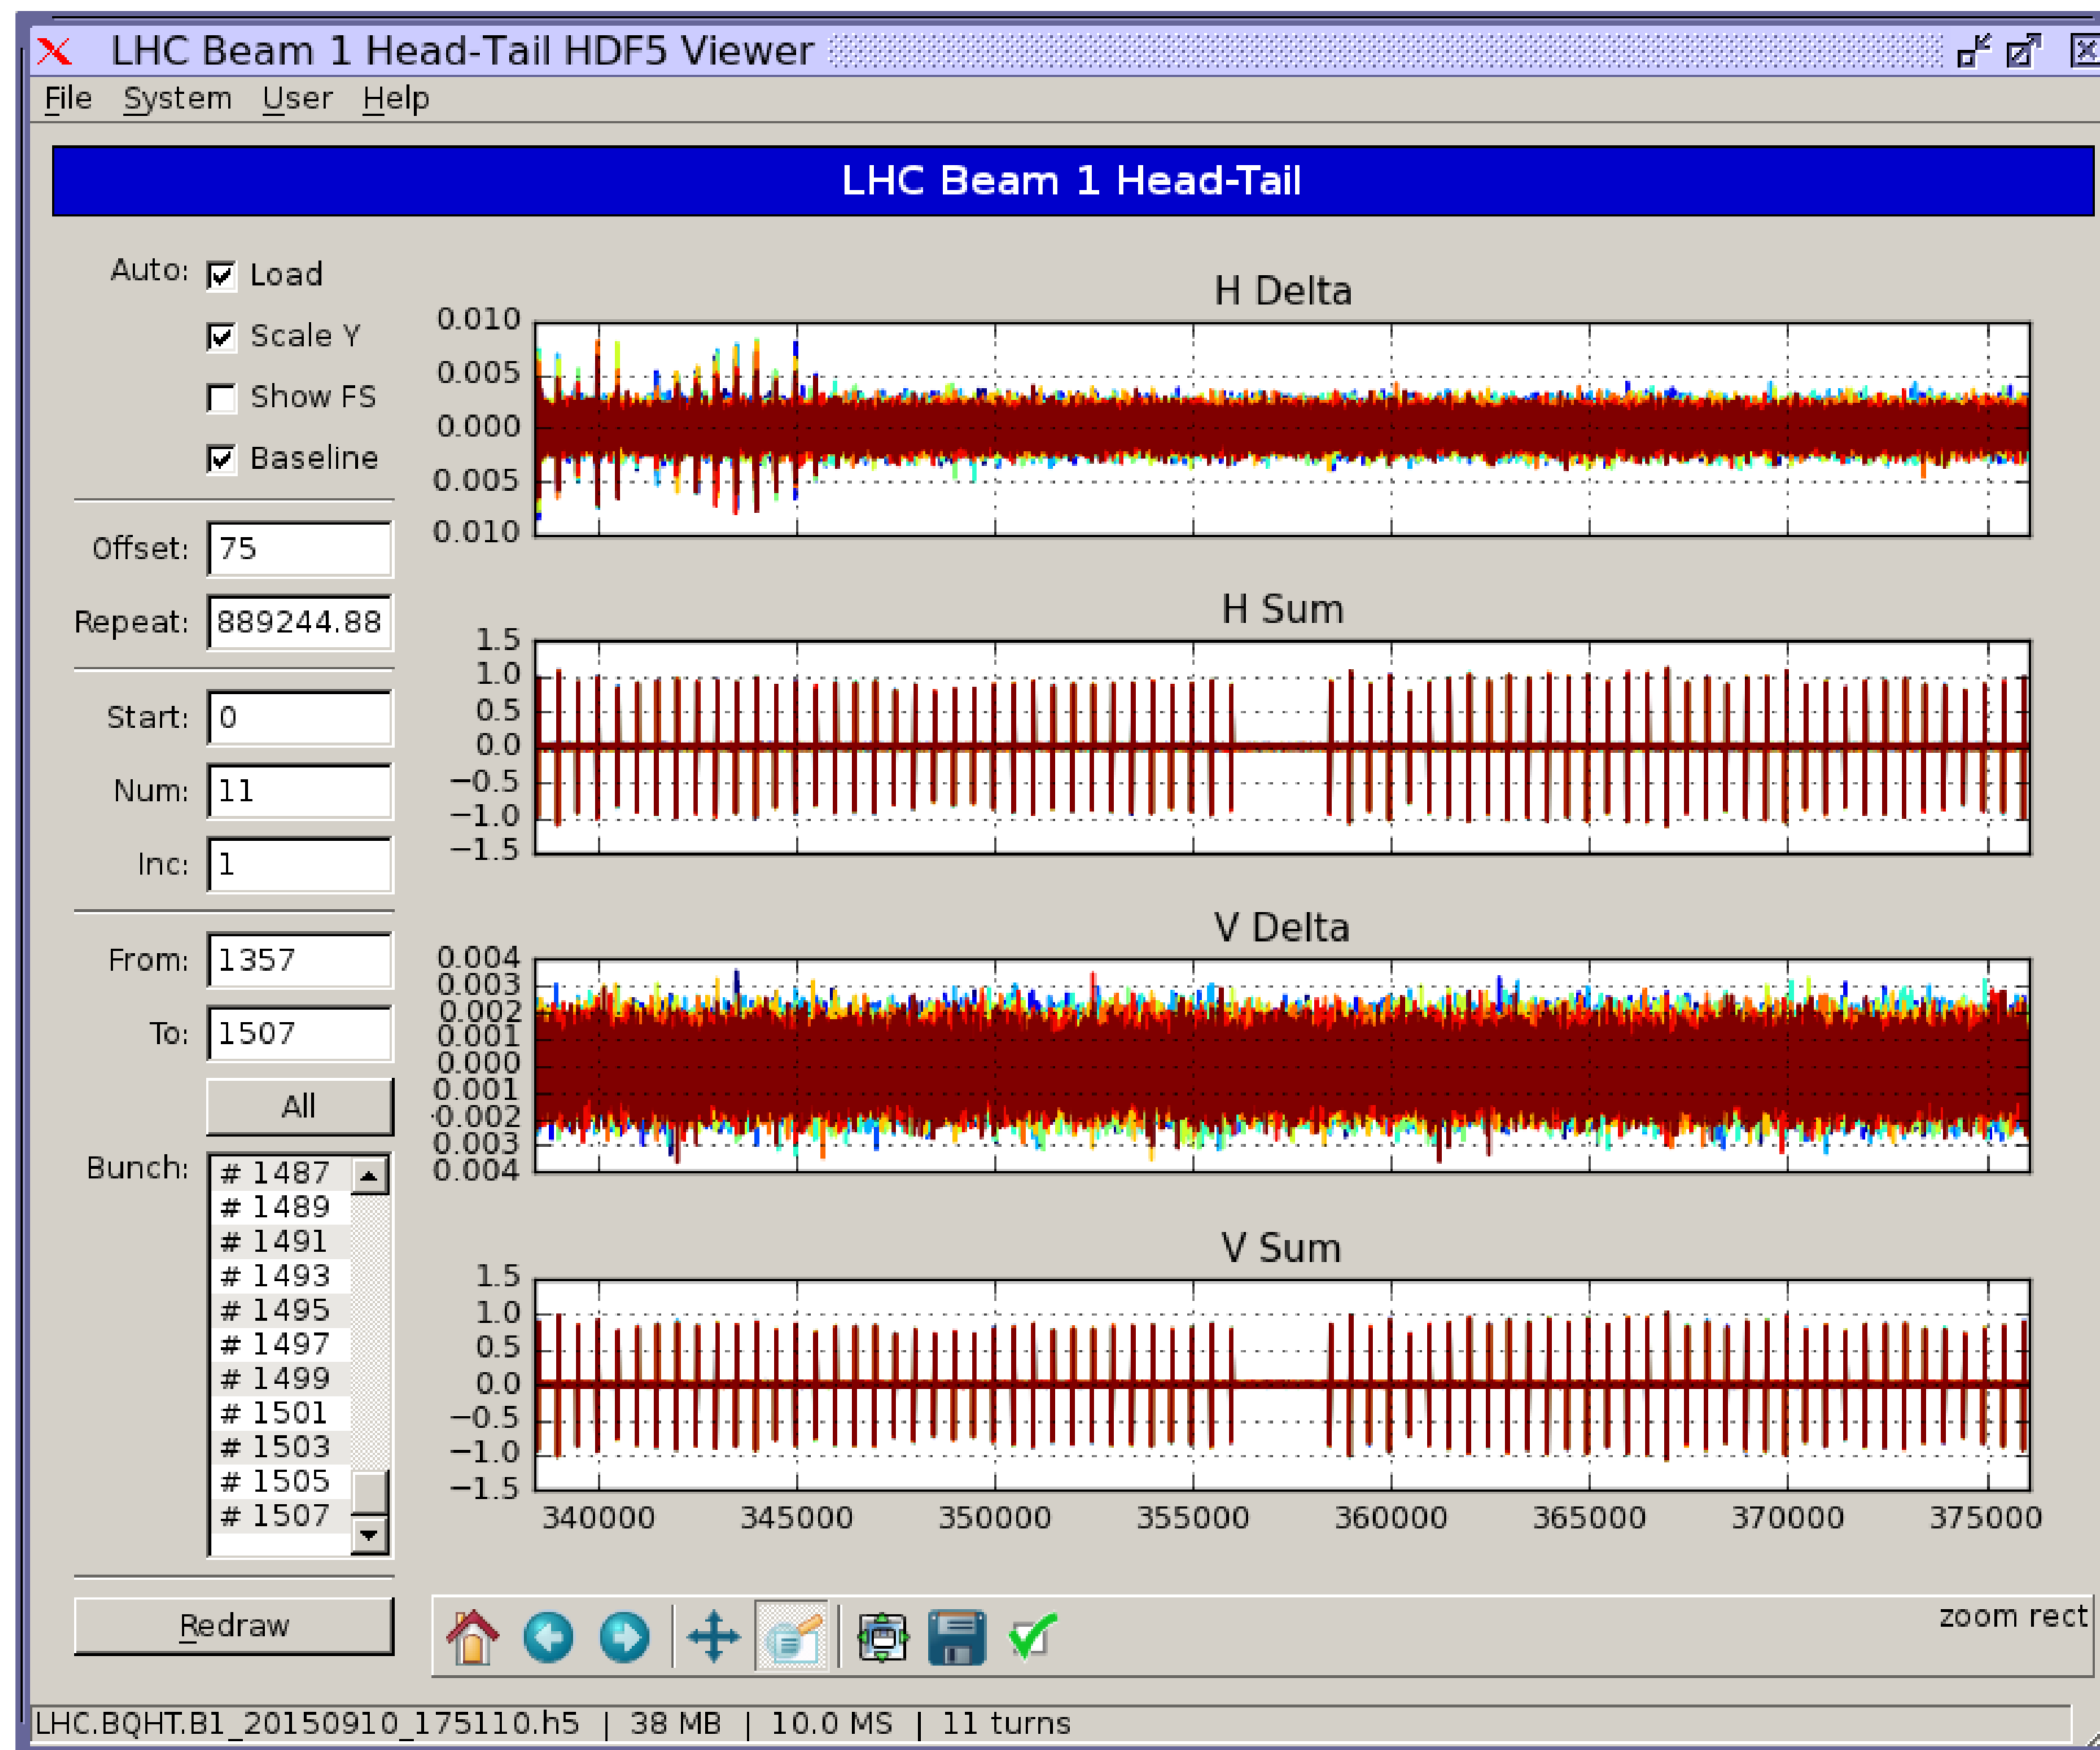 LHC Beam 1 Head-Tail HDF5 Viewer
File System User Help
LHC Beam 1 Head-Tail
Auto: Load
Scale Y
Show FS
Baseline
Offset: 75
Repeat: 889244.88
Start: 0
Num: 11
Inc: 1
From: 1357
To: 1507
All
Bunch: # 1487
# 1489
# 1491
# 1493
# 1495
# 1497
# 1499
# 1501
# 1503
# 1505
# 1507
Redraw
H Delta
0.010
0.005
0.000
0.005
0.010
H Sum
1.5
1.0
0.5
0.0
−0.5
−1.0
−1.5
V Delta
0.004
0.003
0.002
0.001
0.000
0.001
0.002
0.003
0.004
V Sum
1.5
1.0
0.5
0.0
−0.5
−1.0
−1.5
340000 345000 350000 355000 360000 365000 370000 375000
zoom rect
LHC.BQHT.B1_20150910_175110.h5 | 38 MB | 10.0 MS | 11 turns